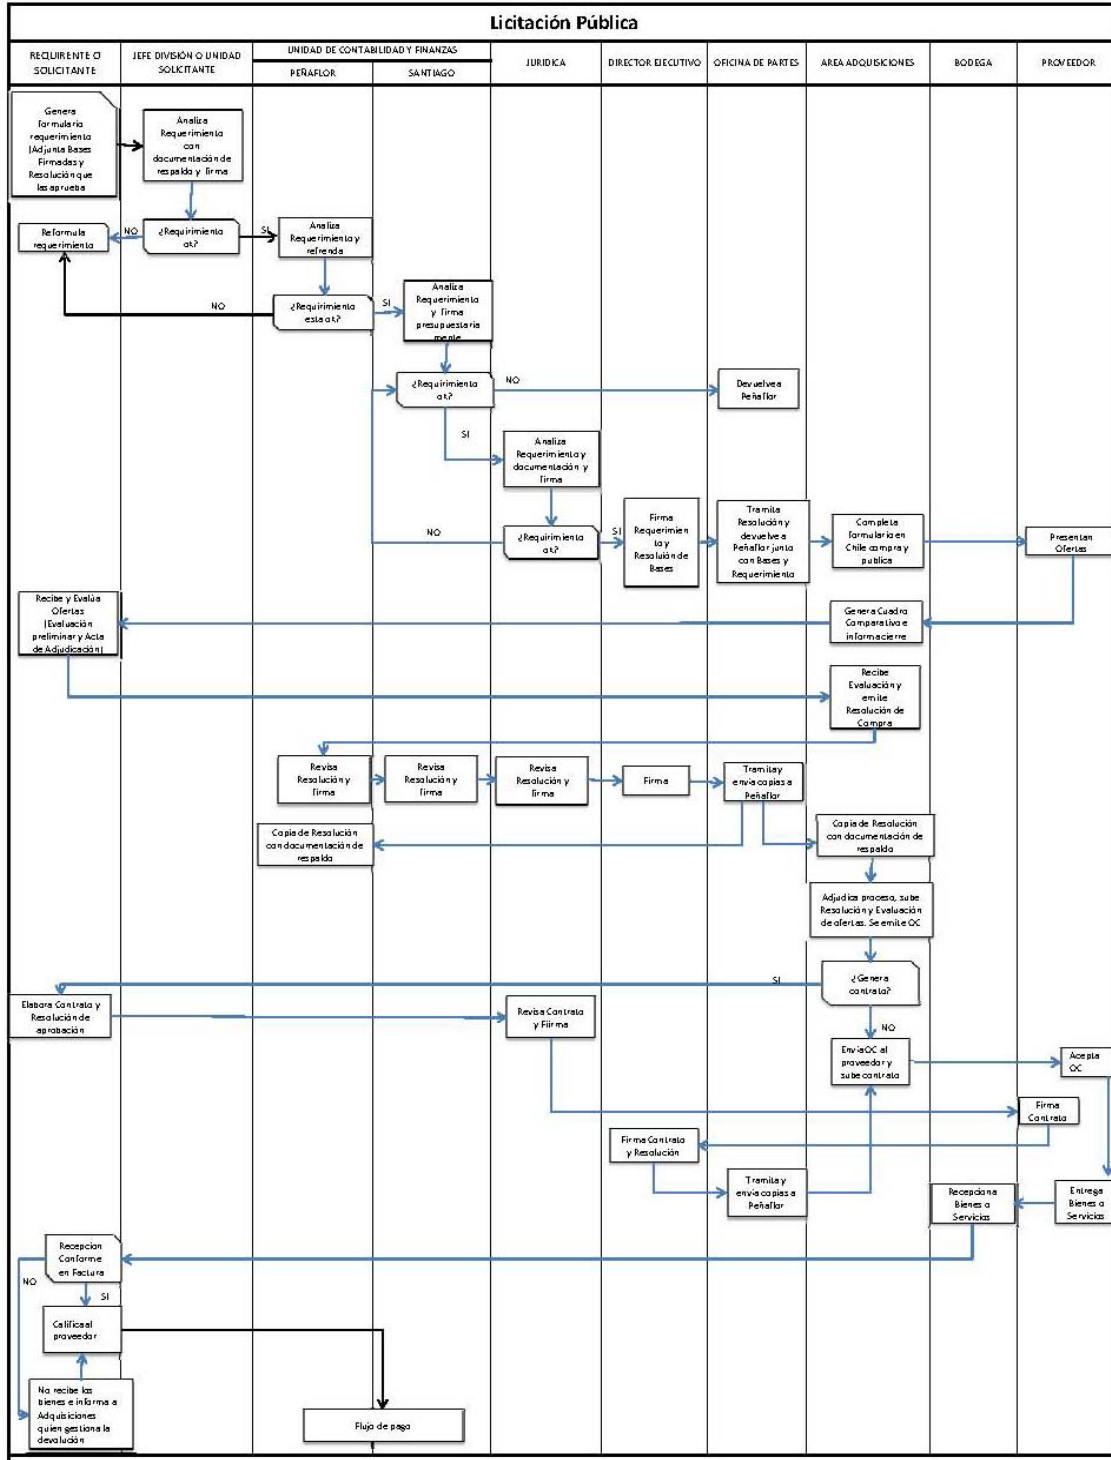 Licitación Pública
REQUIRENTE O
SOLICITANTE
JEFE DIVISIÓN O UNIDAD
SOLICITANTE
UNIDAD DE CONTABILIDAD Y FINANZAS
PEÑAFLOR
SANTIAGO
JURIDICA
DIRECTOR EJECUTIVO
OFICINA DE PARTES
AREA ADQUISICIONES
BODEGA
PROVEEDOR
Genera
formulario
requerimiento
(Adjunta Bases
Firmadas y
Resolución que
las aprueba
Analiza
Requerimiento
con
documentación de
respaldo y firma
Reformula
requerimiento
NO
¿Requirimiento
ok?
SI
Analiza
Requerimiento y
refrenda
NO
¿Requirimiento
esta ok?
SI
Analiza
Requerimiento
y firma
presupuestaria
mente
¿Requirimiento
ok?
NO
Devuelve a
Peñaflor
SI
Analiza
Requerimiento y
documentación y
firma
NO
¿Requirimiento
ok?
SI
Firma
Requerimien
to y
Resolución de
Bases
Tramita
Resolución y
devuelve a
Peñaflor junto
con Bases y
Requerimiento
Completa
formulario en
Chile compra y
publica
Presentan
Ofertas
Recibe y Evalúa
Ofertas
(Evaluación
preliminar y Acta
de Adjudicación)
Genera Cuadro
Comparativo e
informa cierre
Recibe
Evaluación y
emite
Resolución de
Compra
Revisa
Resolución y
firma
Revisa
Resolución y
firma
Revisa
Resolución y
firma
Firma
Tramita y
envia copias a
Peñaflor
Copia de Resolución
con documentación de
respaldo
Copia de Resolución
con documentación de
respaldo
Adjudica proceso, sube
Resolución y Evaluación
de ofertas. Se emite OC
SI
¿Genera
contrato?
Elabora Contrato y
Resolución de
aprobación
Revisa Contrato
y Fiirma
NO
Envia OC al
proveedor y
sube contrato
Acepta
OC
Firma
Contrato
Firma Contrato
y Resolución
Tramita y
envia copias a
Peñaflor
Recepciona
Bienes o
Servicios
Entrega
Bienes o
Servicios
Recepcion
Conforme
en Factura
NO
SI
Califica al
proveedor
No recibe los
bienes e informa a
Adquisiciones
quien gestiona la
devolución
Flujo de pago